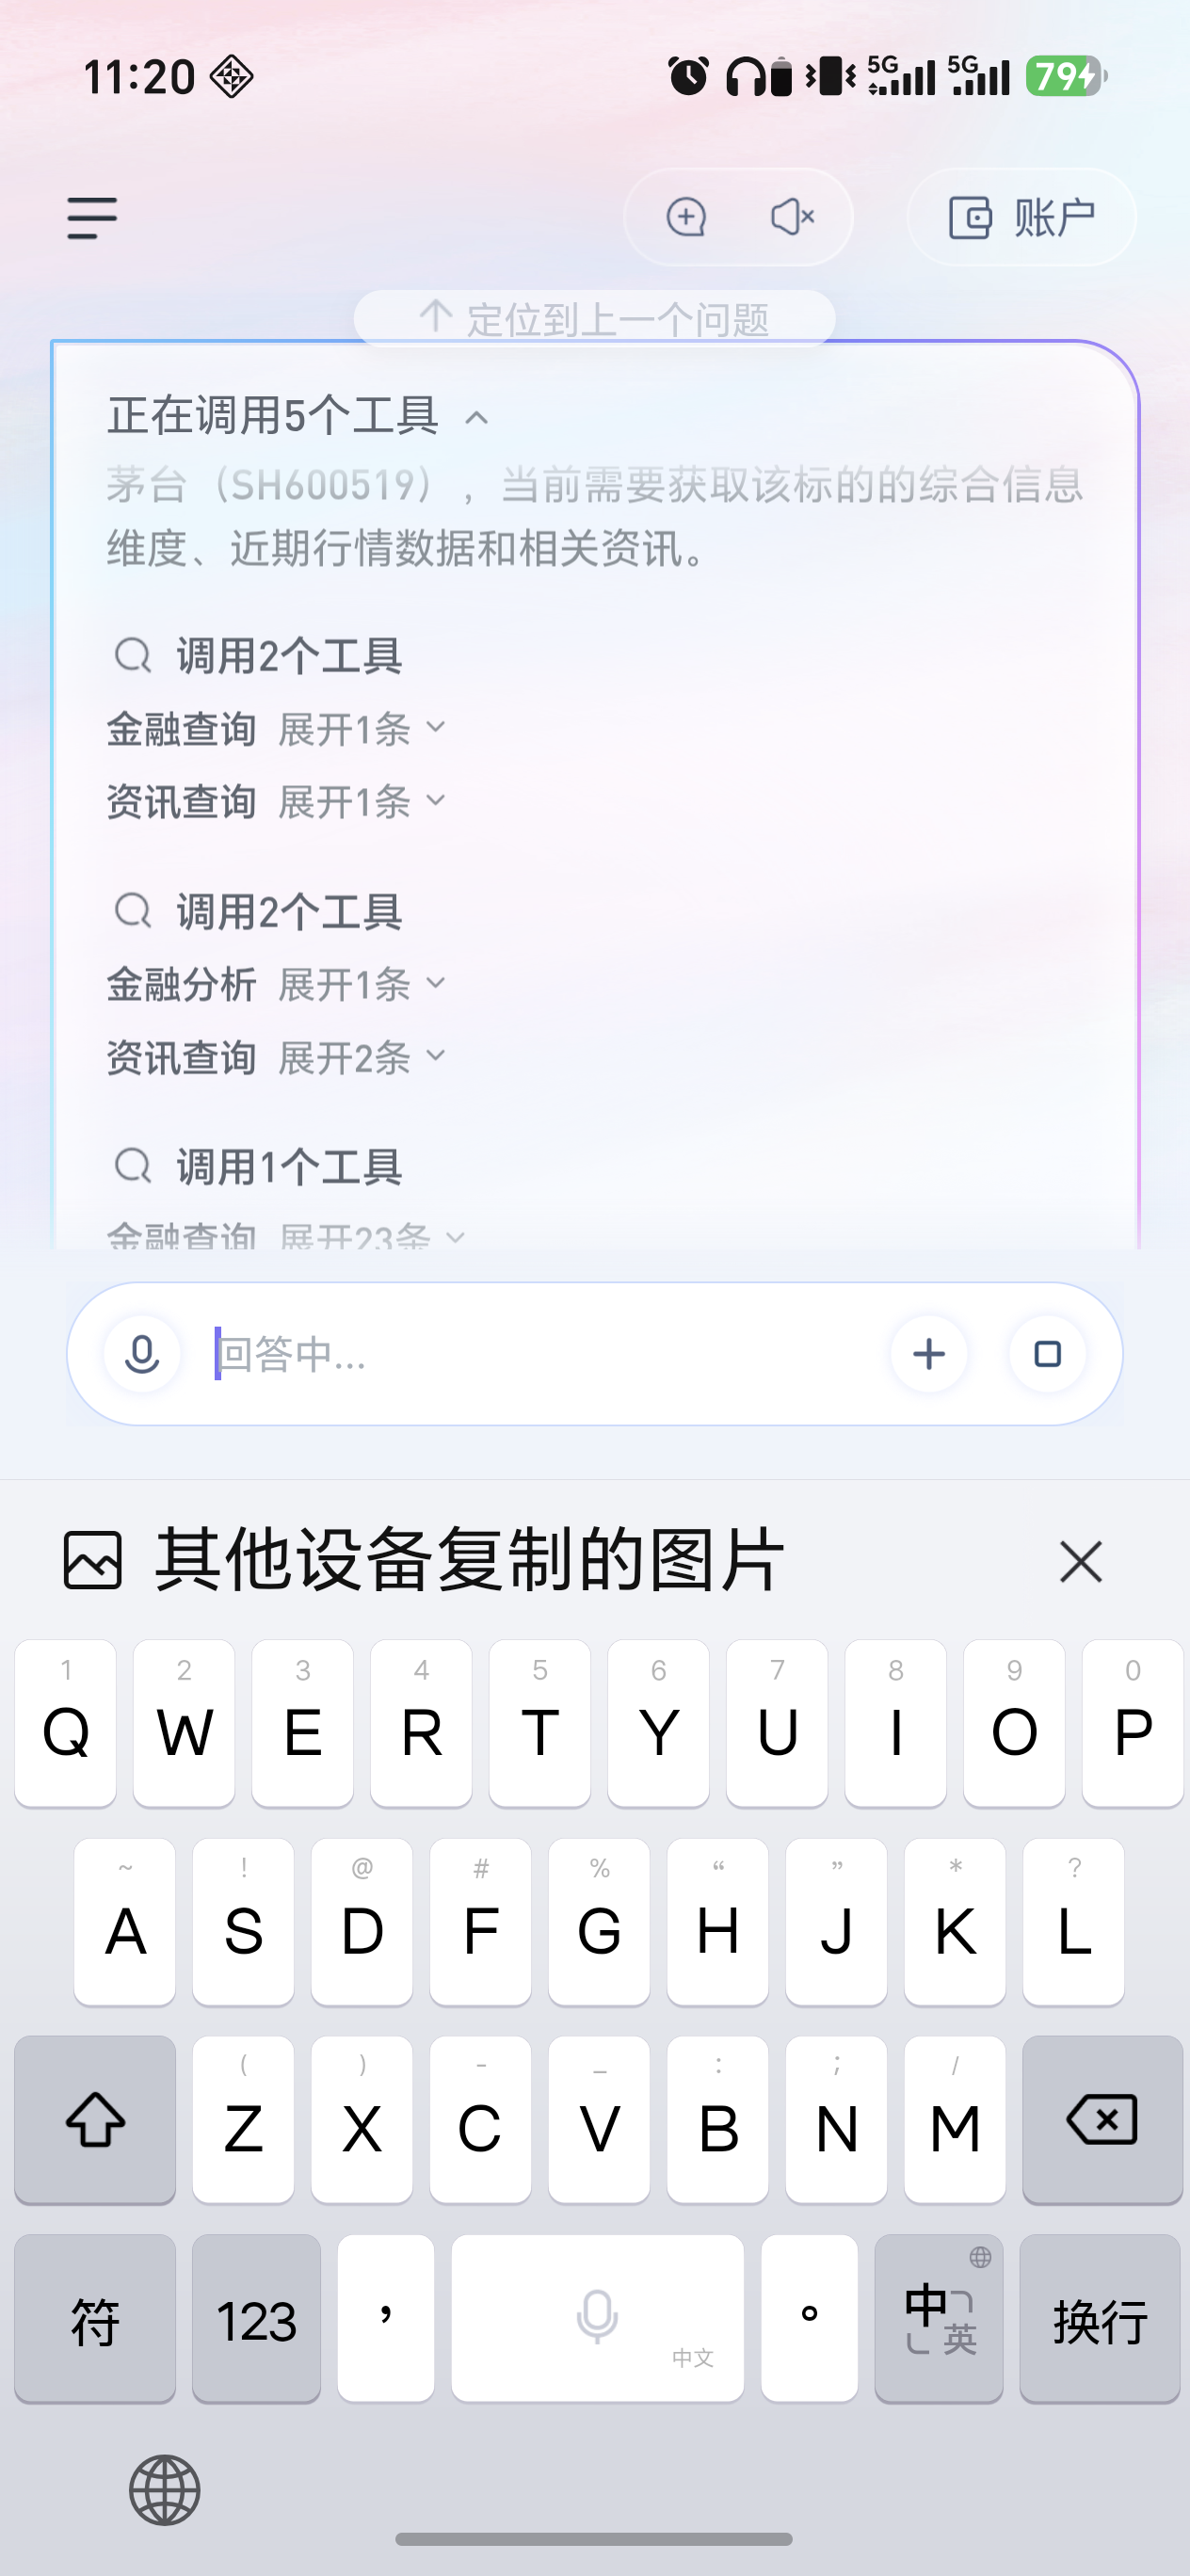 11:20 5G 5G 79
账户
定位到上一个问题
正在调用5个工具
茅台（SH600519），当前需要获取该标的的综合信息
维度、近期行情数据和相关资讯。
调用2个工具
金融查询 展开1条
资讯查询 展开1条
调用2个工具
金融分析 展开1条
资讯查询 展开2条
调用1个工具
金融查询 展开23条
回答中...
其他设备复制的图片
1 2 3 4 5 6 7 8 9 0
Q W E R T Y U I O P
~ ! @ # % “ ” * ?
A S D F G H J K L
( ) - _ : ; /
Z X C V B N M
符 123 ， 中文 。 中 英 换行